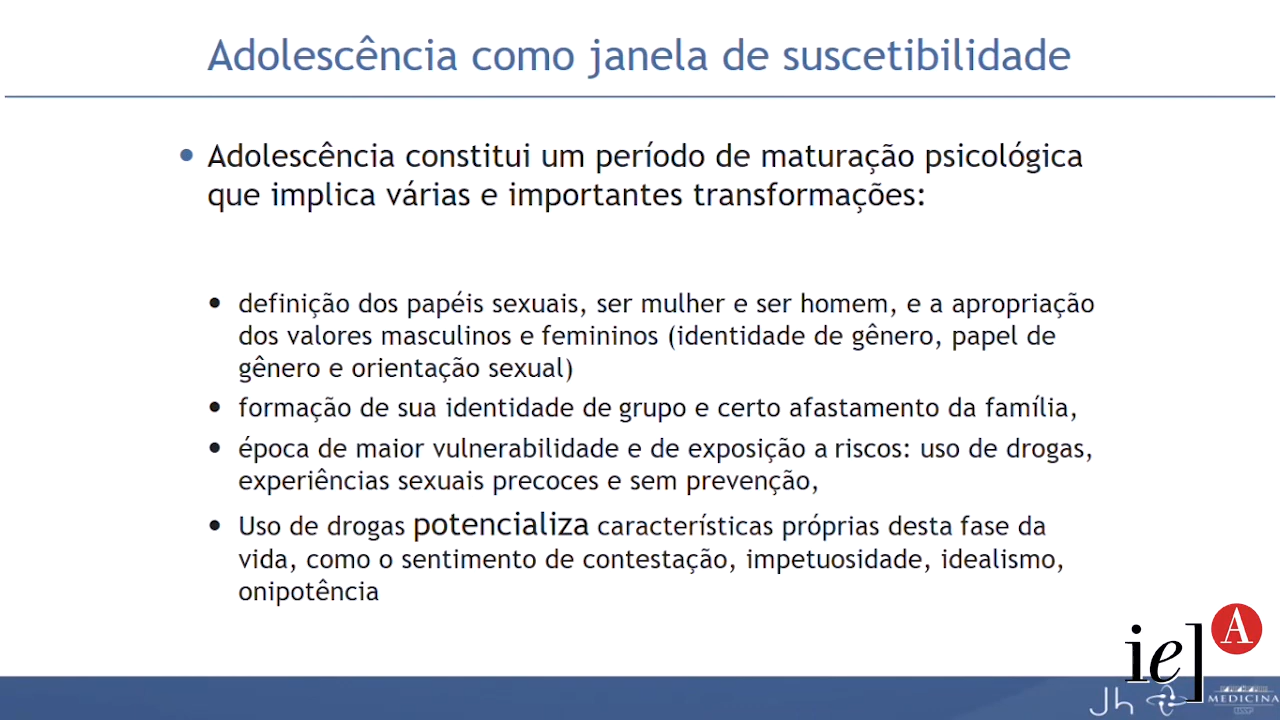 Adolescência como janela de suscetibilidade
• Adolescência constitui um período de maturação psicológica
que implica várias e importantes transformações:
• definição dos papéis sexuais, ser mulher e ser homem, e a apropriação
dos valores masculinos e femininos (identidade de gênero, papel de
gênero e orientação sexual)
• formação de sua identidade de grupo e certo afastamento da família,
• época de maior vulnerabilidade e de exposição a riscos: uso de drogas,
experiências sexuais precoces e sem prevenção,
• Uso de drogas potencializa características próprias desta fase da
vida, como o sentimento de contestação, impetuosidade, idealismo,
onipotência
ie] A
Jh
MEDICINA